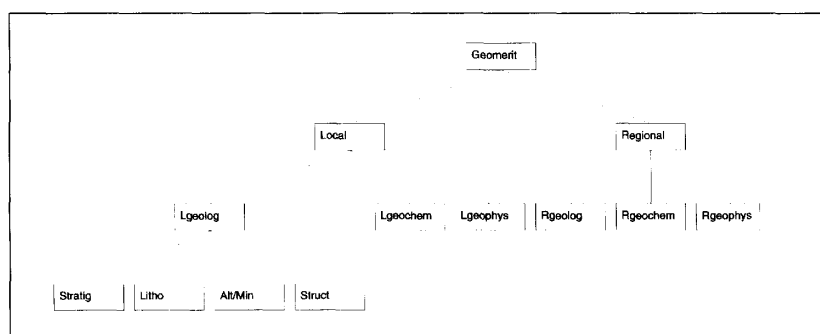 Geomerit
Local
Regional
Lgeolog
Lgeochem
Lgeophys
Rgeolog
Rgeochem
Rgeophys
Stratig
Litho
Alt/Min
Struct